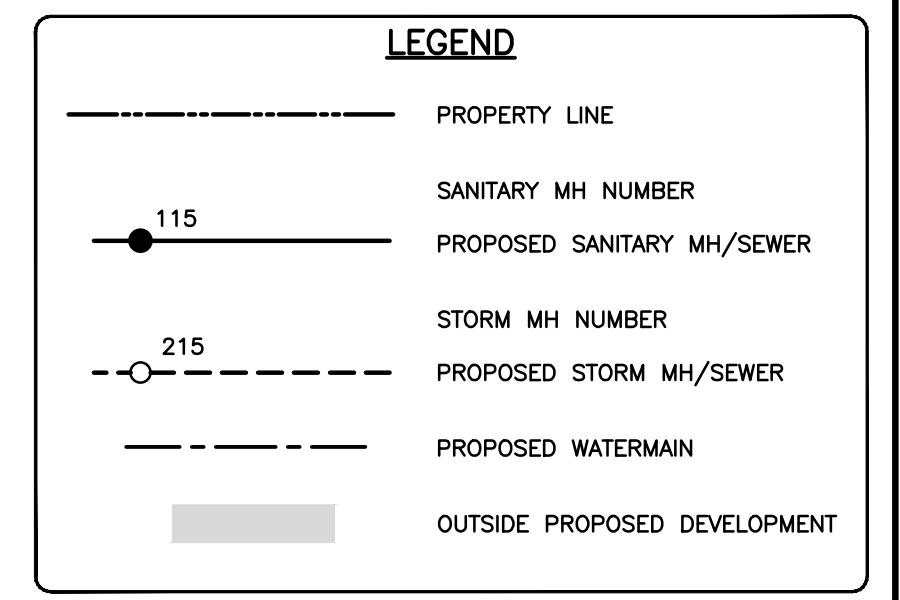 LEGEND
PROPERTY LINE
SANITARY MH NUMBER
115
PROPOSED SANITARY MH/SEWER
STORM MH NUMBER
215
PROPOSED STORM MH/SEWER
PROPOSED WATERMAIN
OUTSIDE PROPOSED DEVELOPMENT